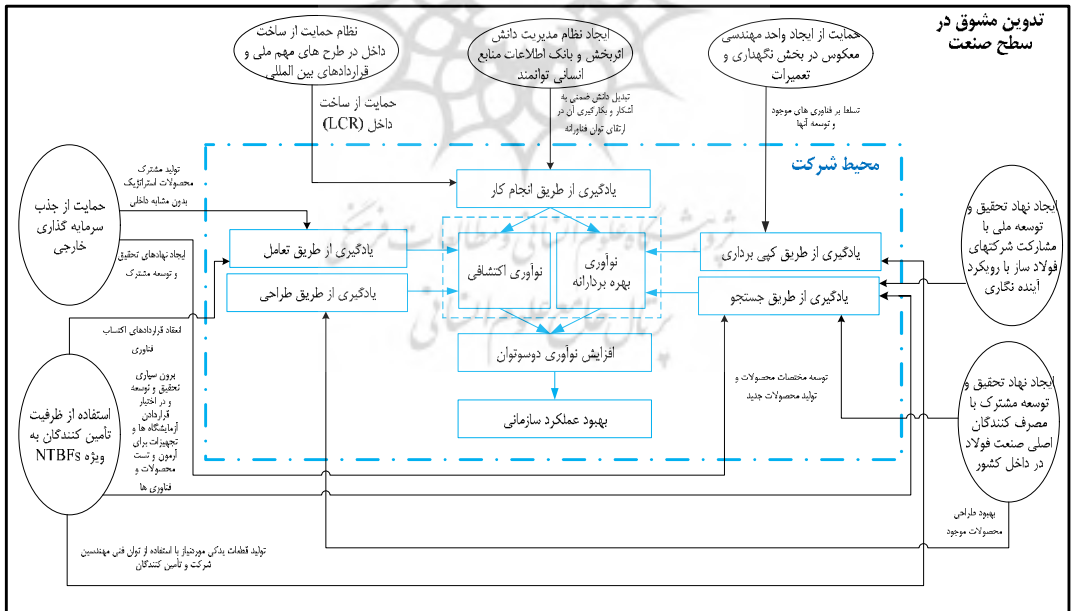 تدوین مشوق در
سطح صنعت
حمایت از ایجاد واحد مهندسی
معکوس در بخش نگهداری و
تعمیرات
ایجاد نظام مدیریت دانش
اثربخش و بانک اطلاعات منابع
انسانی توانمند
نظام حمایت از ساخت
داخل در طرح های مهم ملی و
قراردادهای بین المللی
تسلط بر فناوری های موجود
و توسعه آنها
تبدیل دانش ضمنی به
آشکار و بکارگیری آن در
ارتقای توان فناورانه
حمایت از ساخت
داخل (LCR)
محیط شرکت
یادگیری از طریق انجام کار
ایجاد نهاد تحقیق و
توسعه ملی با
مشارکت شرکتهای
فولاد ساز با رویکرد
آینده نگاری
تولید مشترک
محصولات استراتژیک
بدون مشابه داخلی
حمایت از جذب
سرمایه گذاری
خارجی
ایجاد نهادهای تحقیق
و توسعه مشترک
یادگیری از طریق کپی برداری
نوآوری
بهره بردارانه
نوآوری اکتشافی
یادگیری از طریق تعامل
یادگیری از طریق جستجو
یادگیری از طریق طراحی
پژوهشگاه علوم انسانی و مطالعات فرهنگی
پرتال جامع علوم انسانی
انعقاد قراردادهای اکتساب
فناوری
افزایش نوآوری دوسوتوان
بهبود عملکرد سازمانی
توسعه مختصات محصولات و
تولید محصولات جدید
ایجاد نهاد تحقیق و
توسعه مشترک با
مصرف کنندگان
اصلی صنعت فولاد
در داخل کشور
برون سپاری
تحقیق و توسعه
و در اختیار
قراردادن
آزمایشگاه ها و
تجهیزات برای
آزمون و تست
محصولات و
فناوری ها
استفاده از ظرفیت
تأمین کنندگان به
ویژه NTBFs
بهبود طراحی
محصولات موجود
تولید قطعات یدکی موردنیاز با استفاده از توان فنی مهندسین
شرکت و تأمین کنندگان